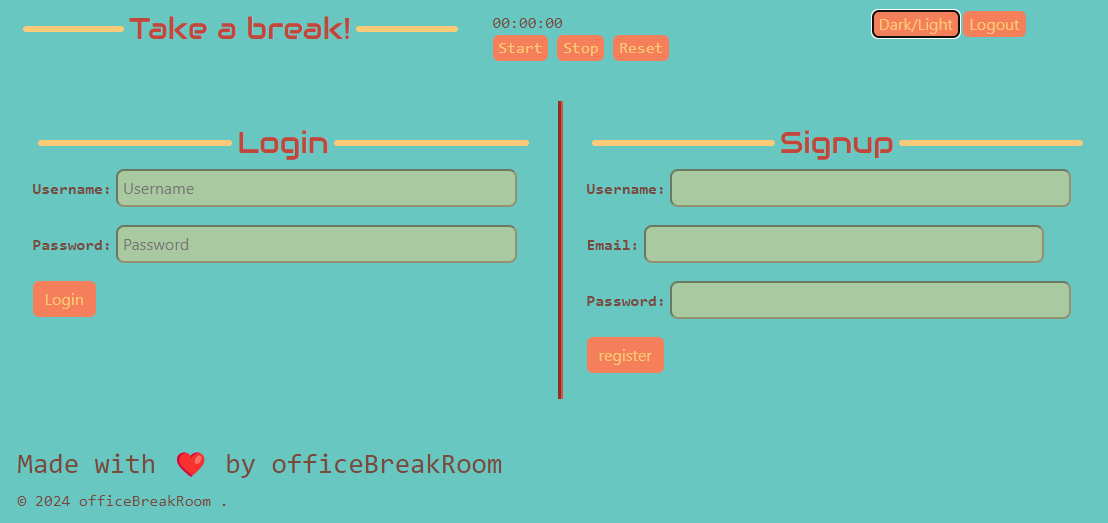 Take a break!
00:00:00
Start Stop Reset
Dark/Light Logout
Login
Username: Username
Password: Password
Login
Signup
Username:
Email:
Password:
register
Made with ❤️ by officeBreakRoom
© 2024 officeBreakRoom .